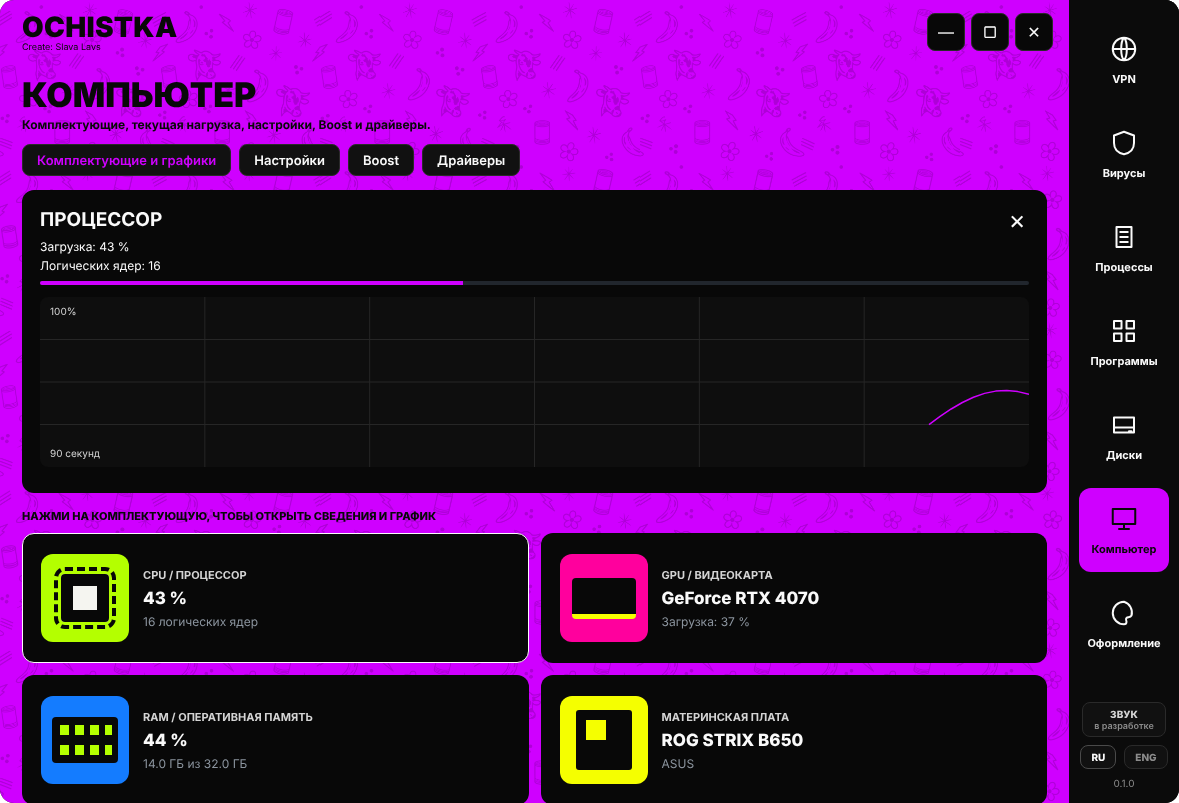 OCHISTKA
Create: Slava Lavs
КОМПЬЮТЕР
Комплектующие, текущая нагрузка, настройки, Boost и драйверы.
Комплектующие и графики
Настройки
Boost
Драйверы
ПРОЦЕССОР
Загрузка: 43 %
Логических ядер: 16
100%
90 секунд
НАЖМИ НА КОМПЛЕКТУЮЩУЮ, ЧТОБЫ ОТКРЫТЬ СВЕДЕНИЯ И ГРАФИК
CPU / ПРОЦЕССОР
43 %
16 логических ядер
GPU / ВИДЕОКАРТА
GeForce RTX 4070
Загрузка: 37 %
RAM / ОПЕРАТИВНАЯ ПАМЯТЬ
44 %
14.0 ГБ из 32.0 ГБ
МАТЕРИНСКАЯ ПЛАТА
ROG STRIX B650
ASUS
VPN
Вирусы
Процессы
Программы
Диски
Компьютер
Оформление
ЗВУК
в разработке
RU
ENG
0.1.0